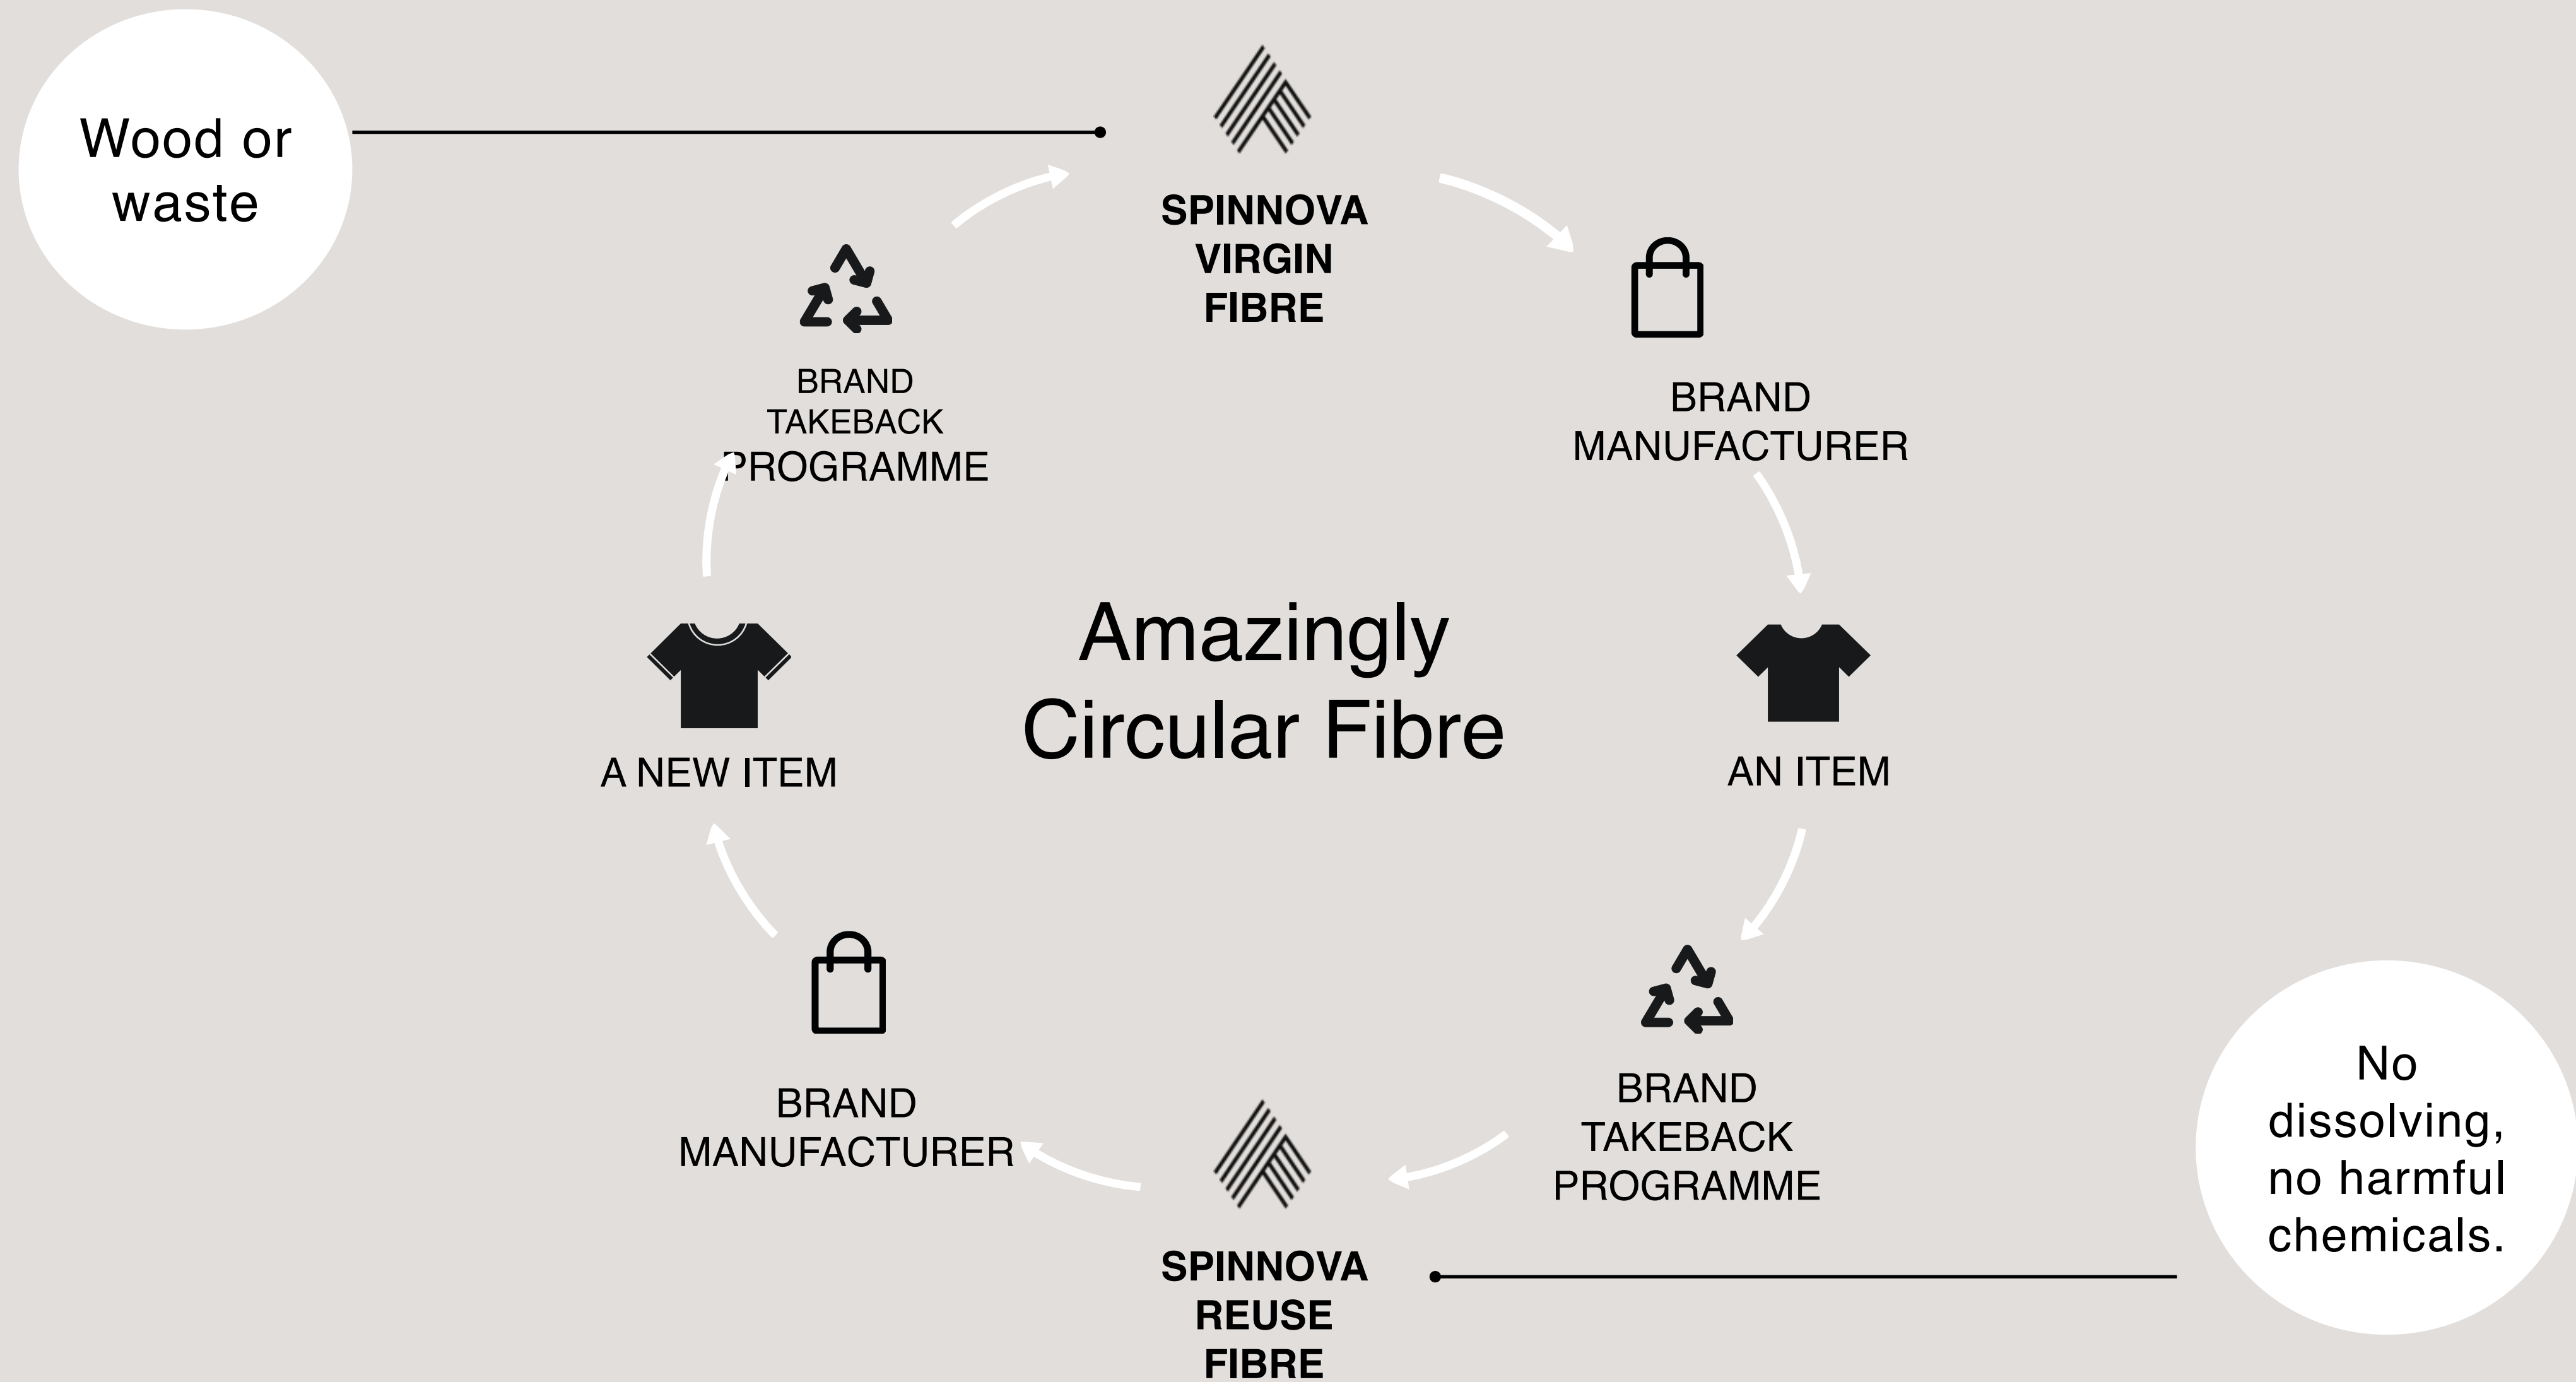 Wood or
waste
SPINNOVA
VIRGIN
FIBRE
BRAND
TAKEBACK
PROGRAMME
BRAND
MANUFACTURER
Amazingly
Circular Fibre
A NEW ITEM
AN ITEM
BRAND
MANUFACTURER
BRAND
TAKEBACK
PROGRAMME
No
dissolving,
no harmful
chemicals.
SPINNOVA
REUSE
FIBRE